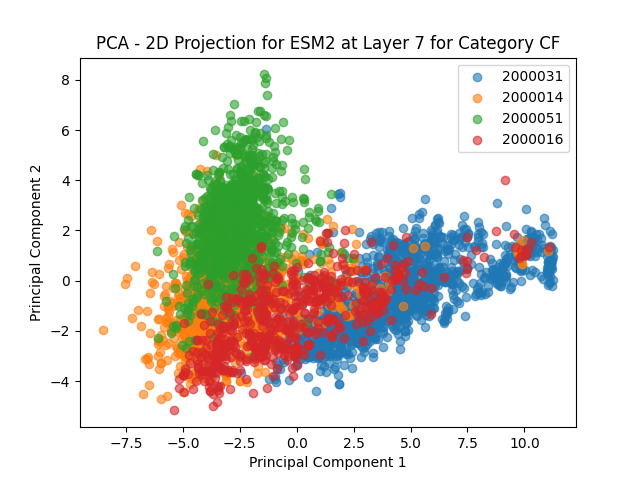 PCA - 2D Projection for ESM2 at Layer 7 for Category CF
2000031
2000014
2000051
2000016
8
6
4
2
0
−2
−4
Principal Component 2
−7.5 −5.0 −2.5 0.0 2.5 5.0 7.5 10.0
Principal Component 1